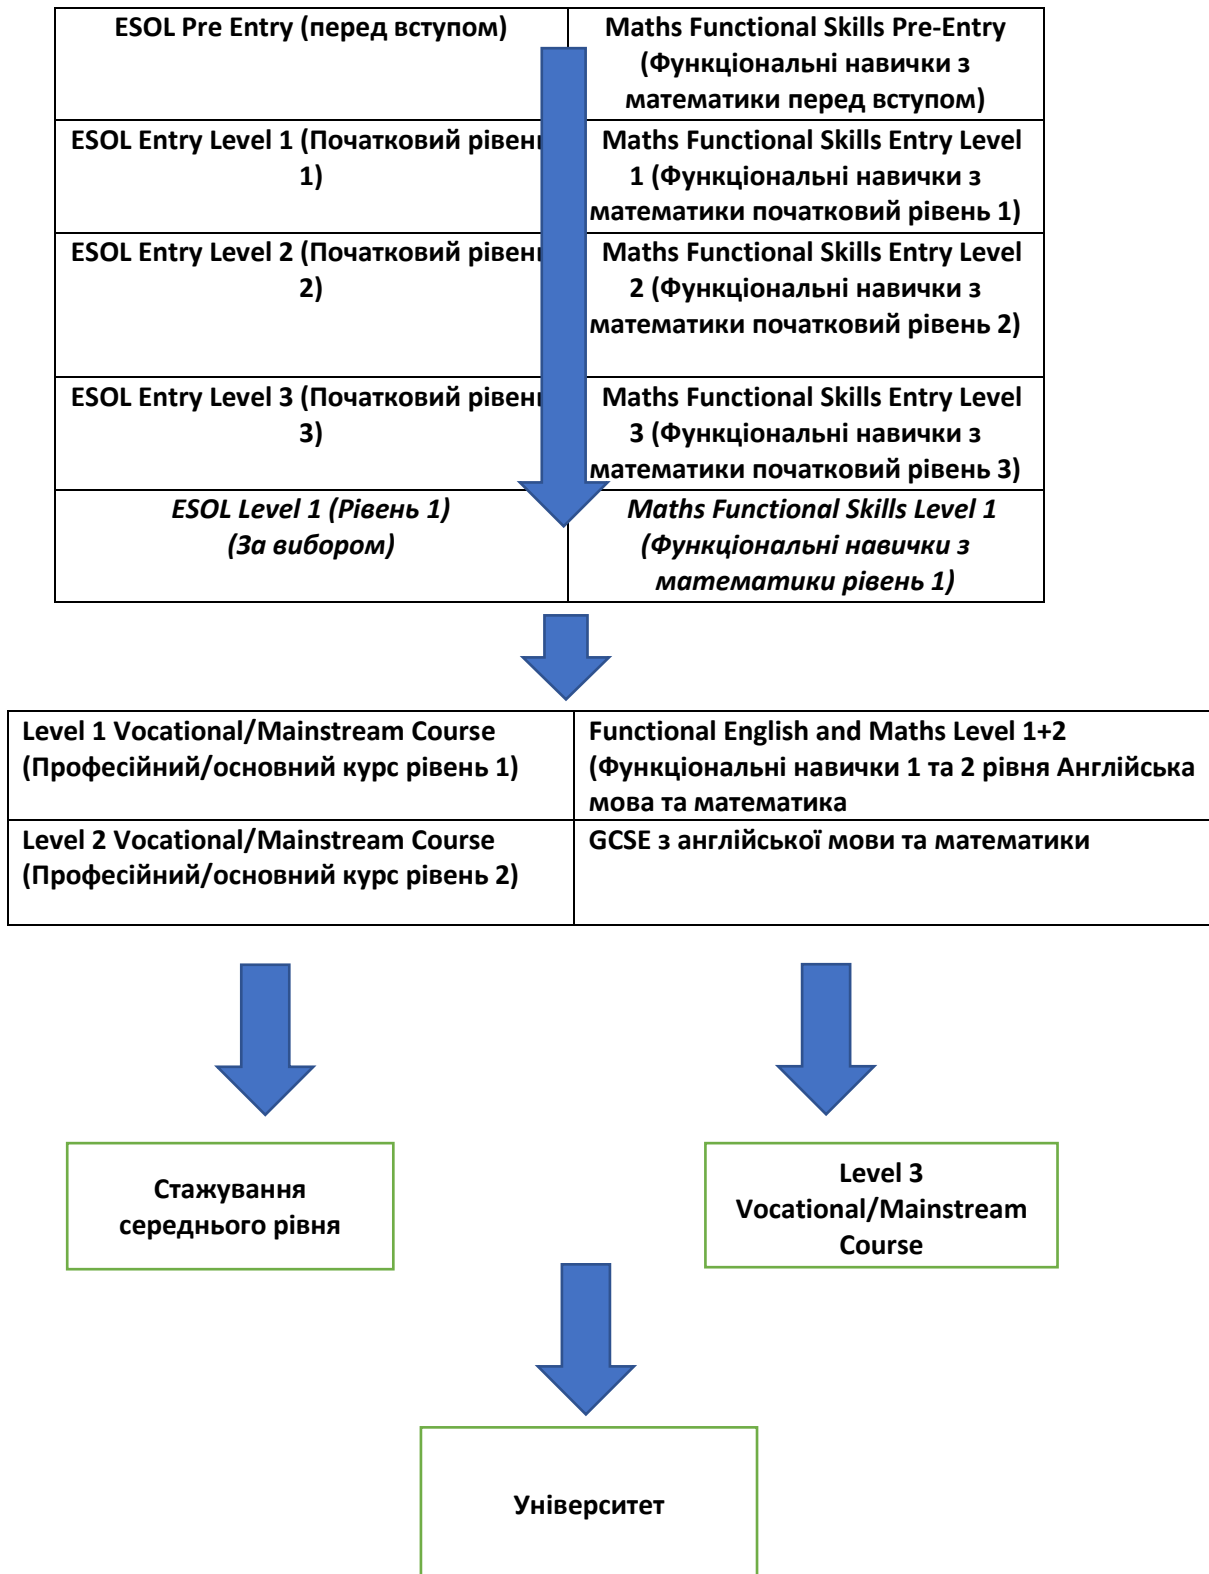 ESOL Pre Entry (перед вступом)
Maths Functional Skills Pre-Entry
(Функціональні навички з
математики перед вступом)
ESOL Entry Level 1 (Початковий рівень
1)
Maths Functional Skills Entry Level
1 (Функціональні навички з
математики початковий рівень 1)
ESOL Entry Level 2 (Початковий рівень
2)
Maths Functional Skills Entry Level
2 (Функціональні навички з
математики початковий рівень 2)
ESOL Entry Level 3 (Початковий рівень
3)
Maths Functional Skills Entry Level
3 (Функціональні навички з
математики початковий рівень 3)
ESOL Level 1 (Рівень 1)
(За вибором)
Maths Functional Skills Level 1
(Функціональні навички з
математики рівень 1)
Level 1 Vocational/Mainstream Course
(Професійний/основний курс рівень 1)
Functional English and Maths Level 1+2
(Функціональні навички 1 та 2 рівня Англійська
мова та математика
Level 2 Vocational/Mainstream Course
(Професійний/основний курс рівень 2)
GCSE з англійської мови та математики
Стажування
середнього рівня
Level 3
Vocational/Mainstream
Course
Університет